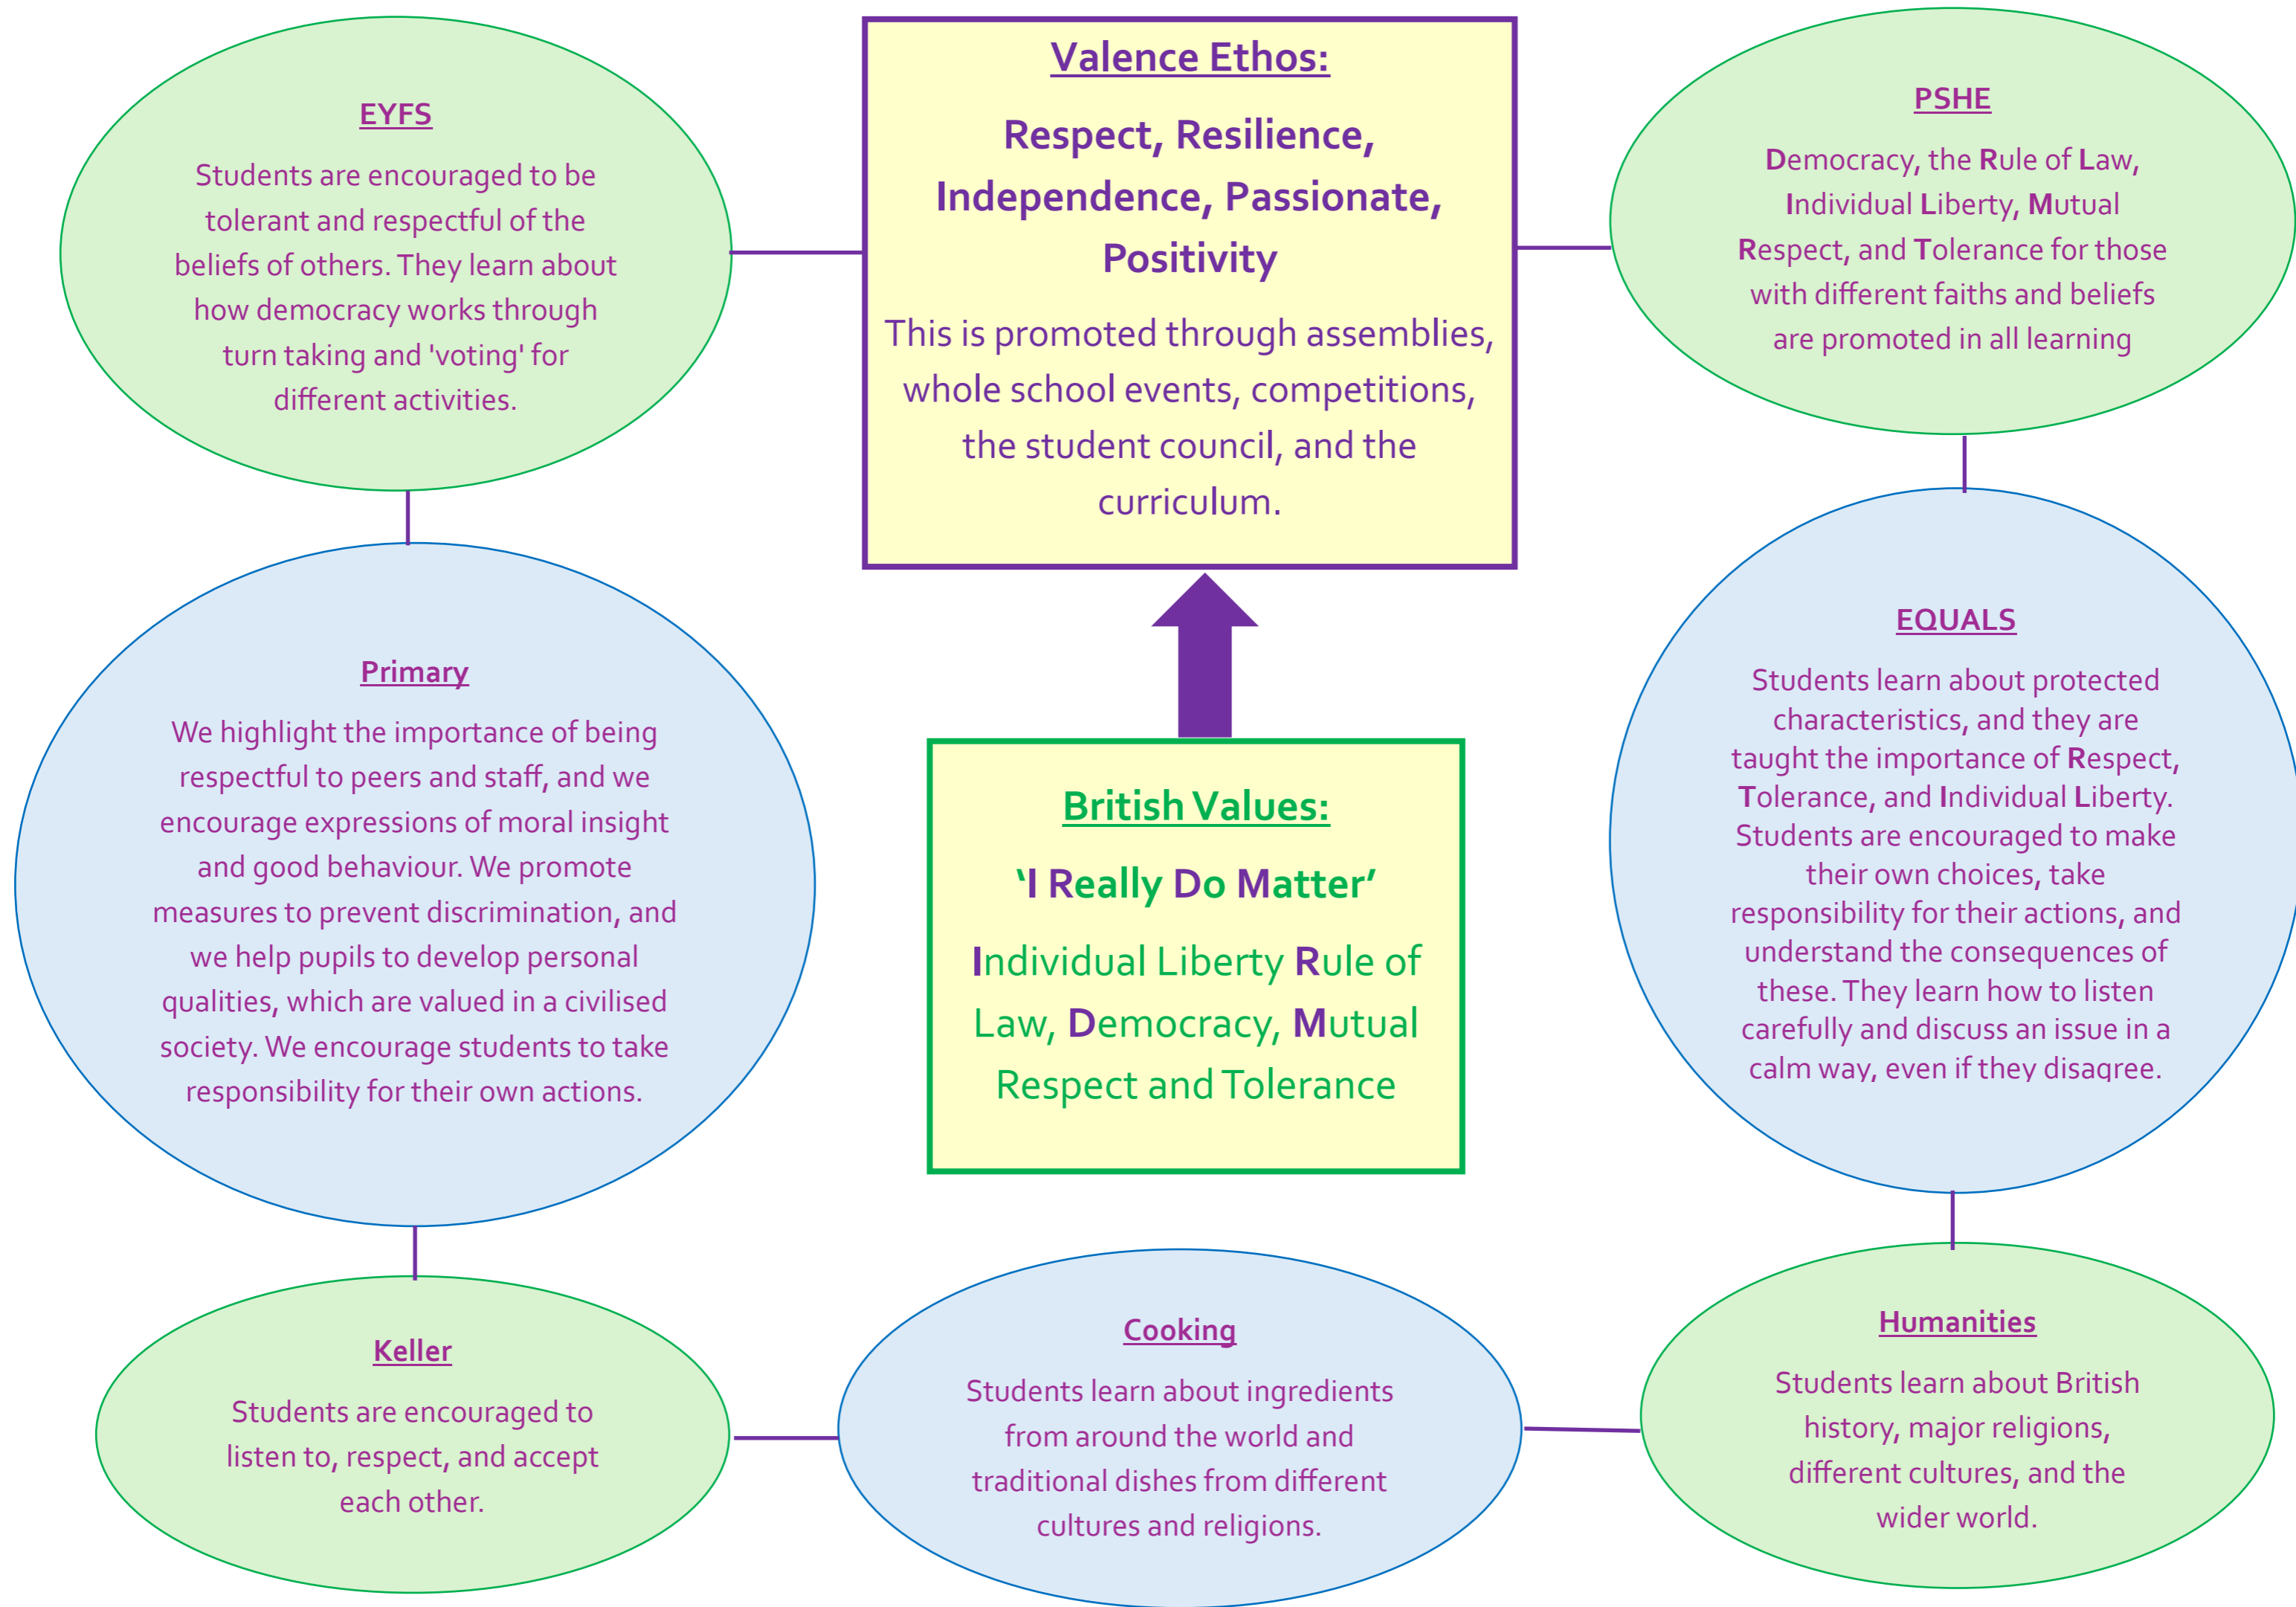 EYFS
Students are encouraged to be
tolerant and respectful of the
beliefs of others. They learn about
how democracy works through
turn taking and 'voting' for
different activities.
Valence Ethos:
Respect, Resilience,
Independence, Passionate,
Positivity
This is promoted through assemblies,
whole school events, competitions,
the student council, and the
curriculum.
PSHE
Democracy, the Rule of Law,
Individual Liberty, Mutual
Respect, and Tolerance for those
with different faiths and beliefs
are promoted in all learning
Primary
We highlight the importance of being
respectful to peers and staff, and we
encourage expressions of moral insight
and good behaviour. We promote
measures to prevent discrimination, and
we help pupils to develop personal
qualities, which are valued in a civilised
society. We encourage students to take
responsibility for their own actions.
British Values:
‘I Really Do Matter’
Individual Liberty Rule of
Law, Democracy, Mutual
Respect and Tolerance
EQUALS
Students learn about protected
characteristics, and they are
taught the importance of Respect,
Tolerance, and Individual Liberty.
Students are encouraged to make
their own choices, take
responsibility for their actions, and
understand the consequences of
these. They learn how to listen
carefully and discuss an issue in a
calm way, even if they disagree.
Keller
Students are encouraged to
listen to, respect, and accept
each other.
Cooking
Students learn about ingredients
from around the world and
traditional dishes from different
cultures and religions.
Humanities
Students learn about British
history, major religions,
different cultures, and the
wider world.